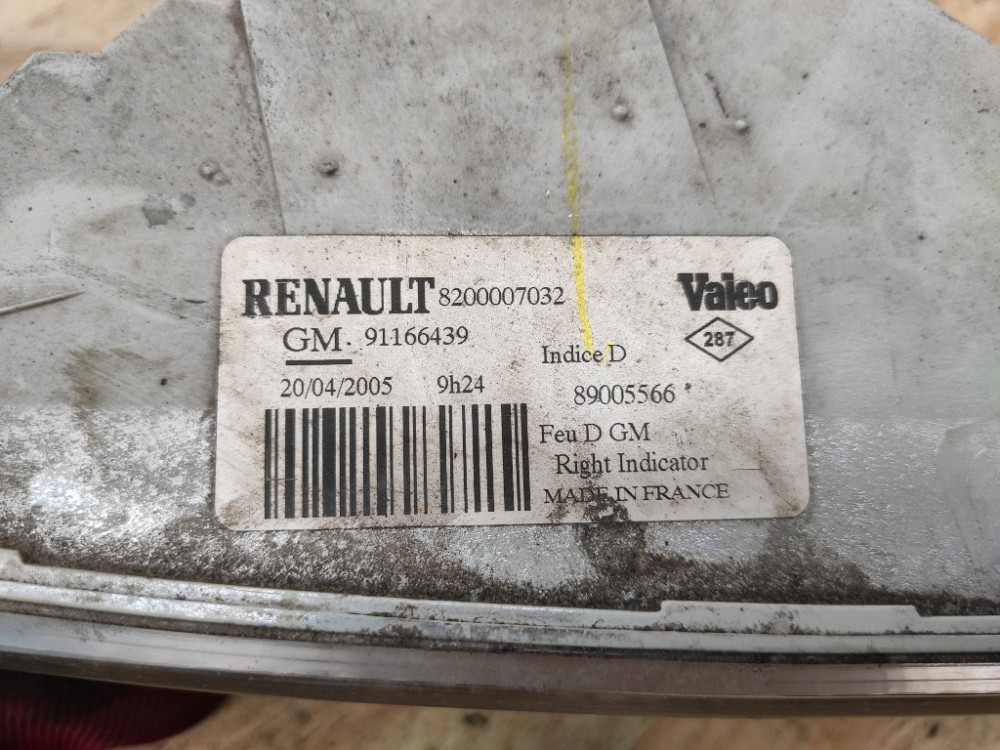 RENAULT 8200007032 Valeo
GM. 91166439 287
Indice D
20/04/2005 9h24 89005566
Feu D GM
Right Indicator
MADE IN FRANCE